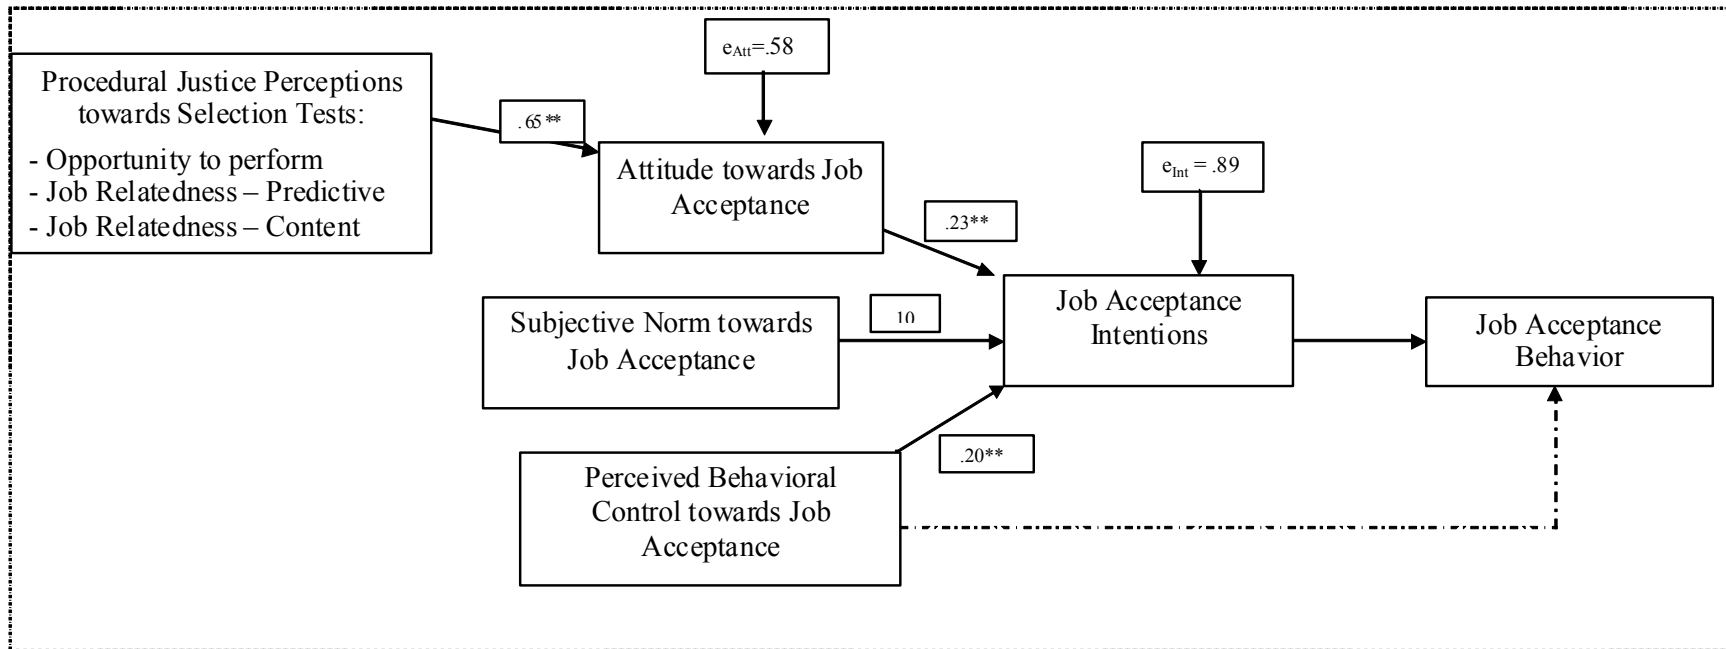 Procedural Justice Perceptions
towards Selection Tests:
- Opportunity to perform
- Job Relatedness – Predictive
- Job Relatedness – Content
.65**
eAtt=.58
Attitude towards Job
Acceptance
.23**
eInt = .89
Subjective Norm towards
Job Acceptance
10
Job Acceptance
Intentions
Job Acceptance
Behavior
.20**
Perceived Behavioral
Control towards Job
Acceptance